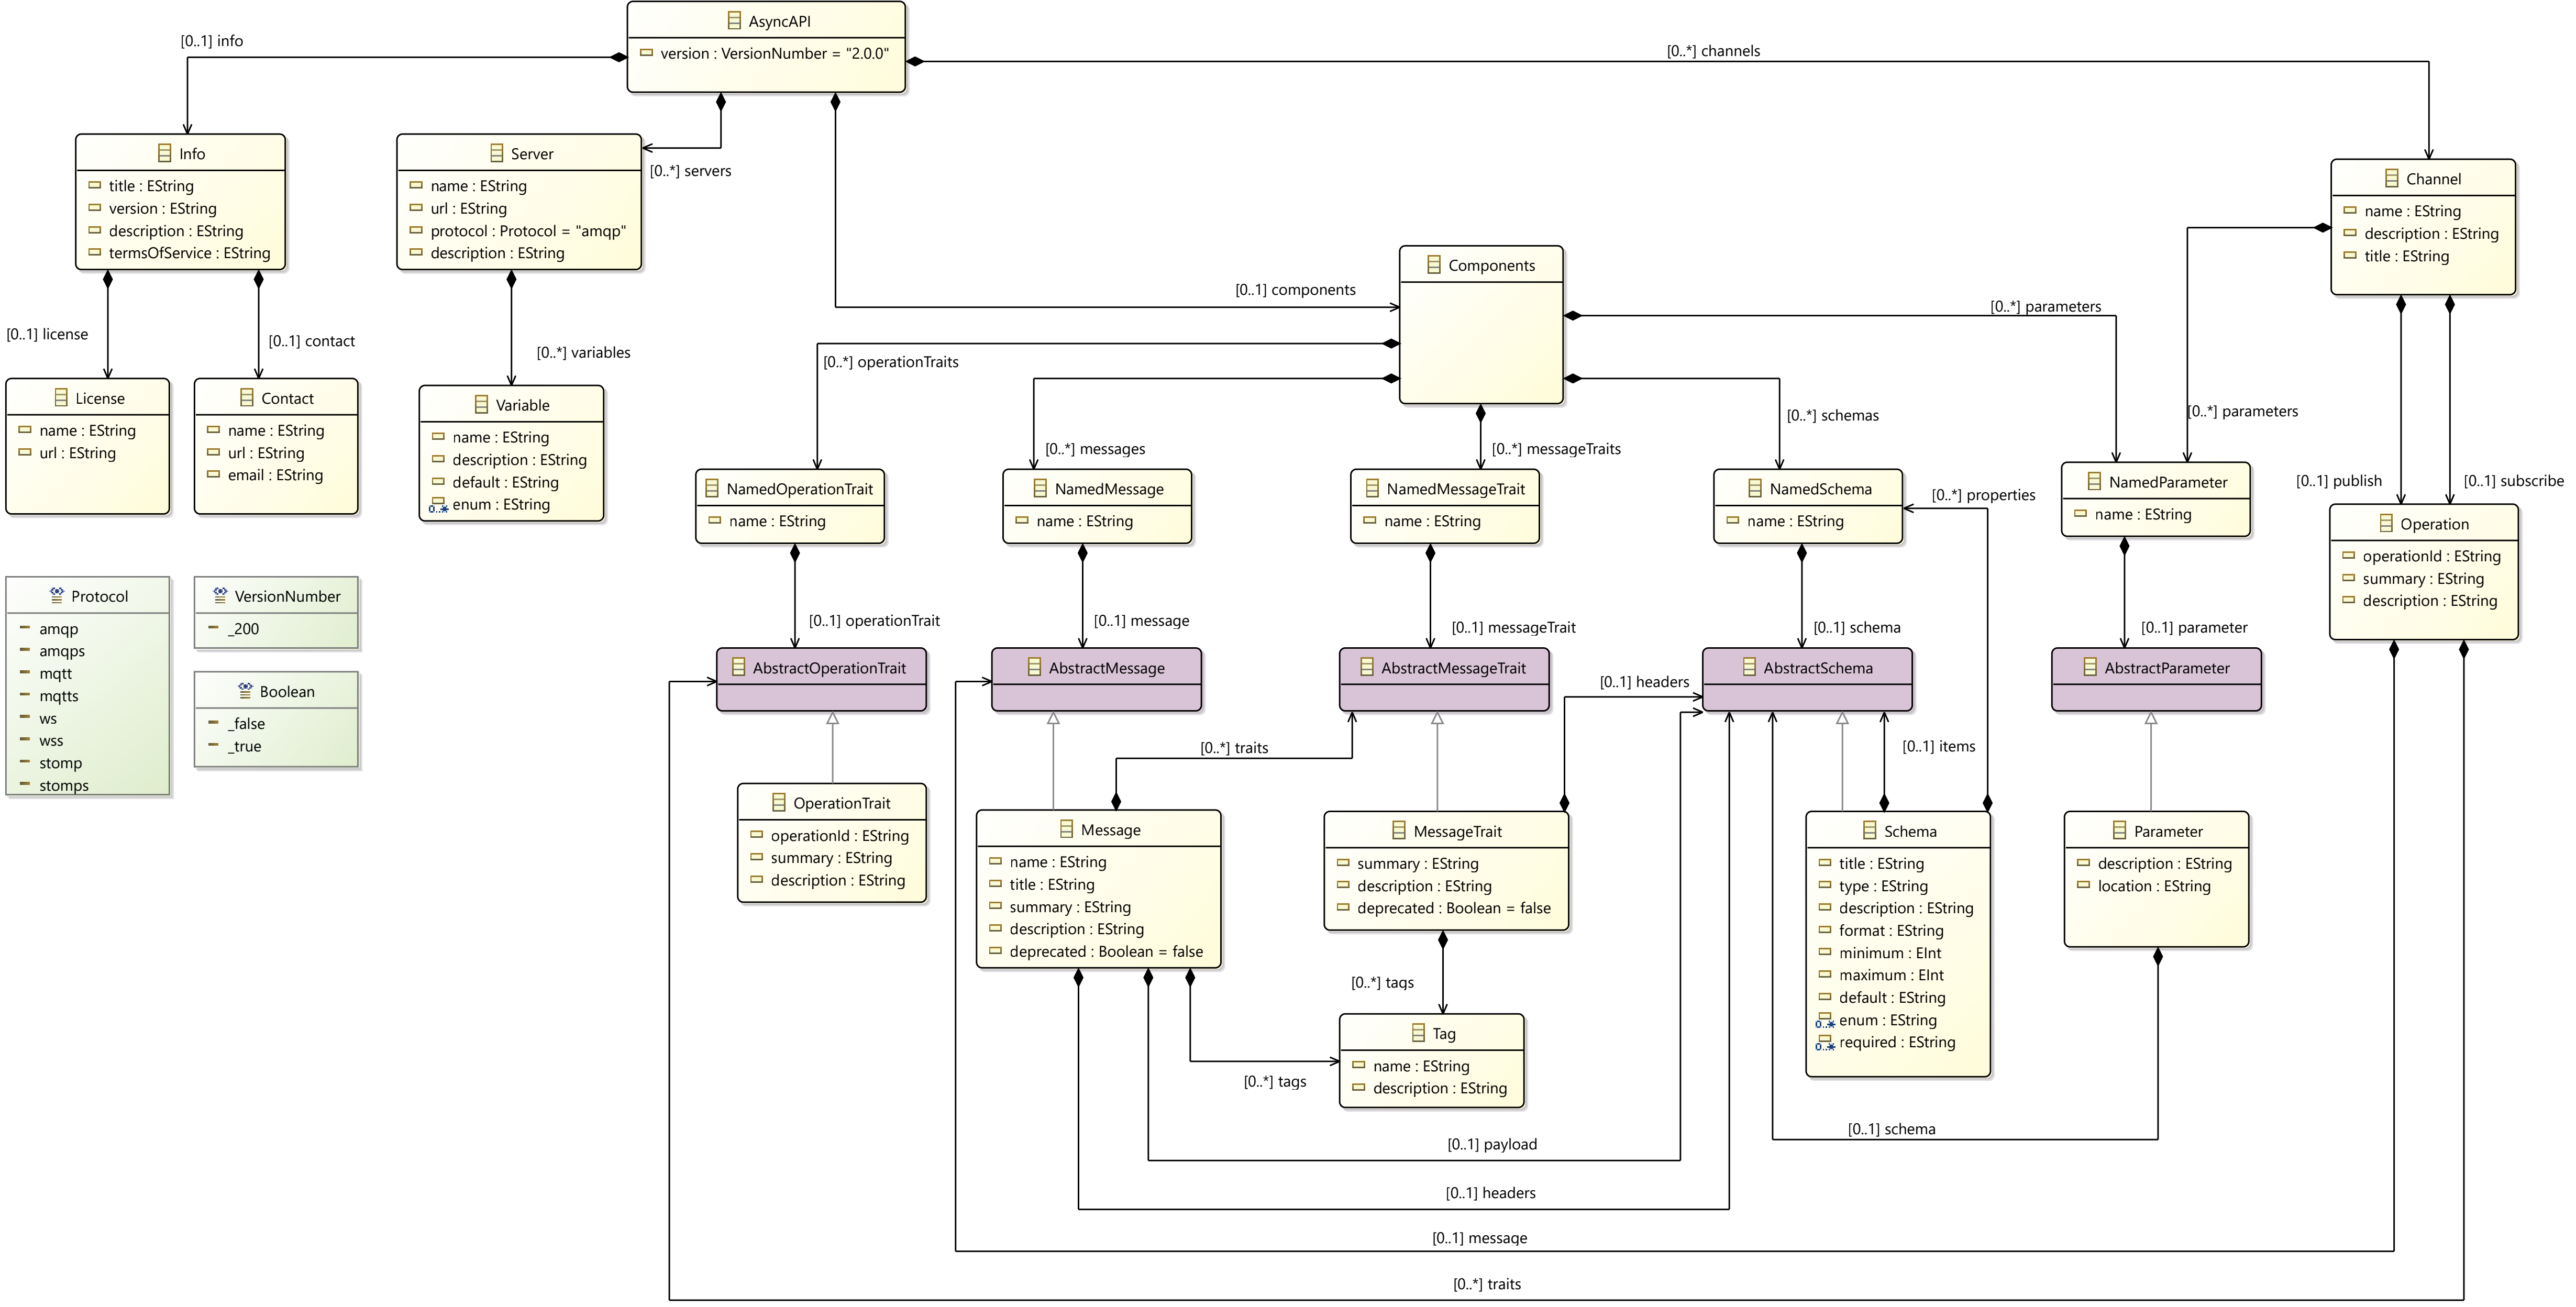 AsyncAPI
version : VersionNumber = "2.0.0"
[0..1] info
[0..*] channels
[0..*] servers
Info
title : EString
version : EString
description : EString
termsOfService : EString
Server
name : EString
url : EString
protocol : Protocol = "amqp"
description : EString
Channel
name : EString
description : EString
title : EString
Components
[0..1] components
[0..*] parameters
[0..1] license
[0..1] contact
[0..*] variables
[0..*] operationTraits
[0..*] messages
[0..*] messageTraits
[0..*] schemas
[0..*] parameters
[0..1] publish
[0..1] subscribe
License
name : EString
url : EString
Contact
name : EString
url : EString
email : EString
Variable
name : EString
description : EString
default : EString
0..* enum : EString
NamedOperationTrait
name : EString
NamedMessage
name : EString
NamedMessageTrait
name : EString
NamedSchema
name : EString
[0..*] properties
NamedParameter
name : EString
Operation
operationId : EString
summary : EString
description : EString
Protocol
amqp
amqps
mqtt
mqtts
ws
wss
stomp
stomps
VersionNumber
_200
Boolean
_false
_true
[0..1] operationTrait
[0..1] message
[0..1] messageTrait
[0..1] schema
[0..1] parameter
AbstractOperationTrait
AbstractMessage
AbstractMessageTrait
AbstractSchema
AbstractParameter
[0..1] headers
[0..*] traits
[0..1] items
OperationTrait
operationId : EString
summary : EString
description : EString
Message
name : EString
title : EString
summary : EString
description : EString
deprecated : Boolean = false
MessageTrait
summary : EString
description : EString
deprecated : Boolean = false
Schema
title : EString
type : EString
description : EString
format : EString
minimum : EInt
maximum : EInt
default : EString
0..* enum : EString
0..* required : EString
Parameter
description : EString
location : EString
[0..*] tags
Tag
name : EString
description : EString
[0..*] tags
[0..1] schema
[0..1] payload
[0..1] headers
[0..1] message
[0..*] traits